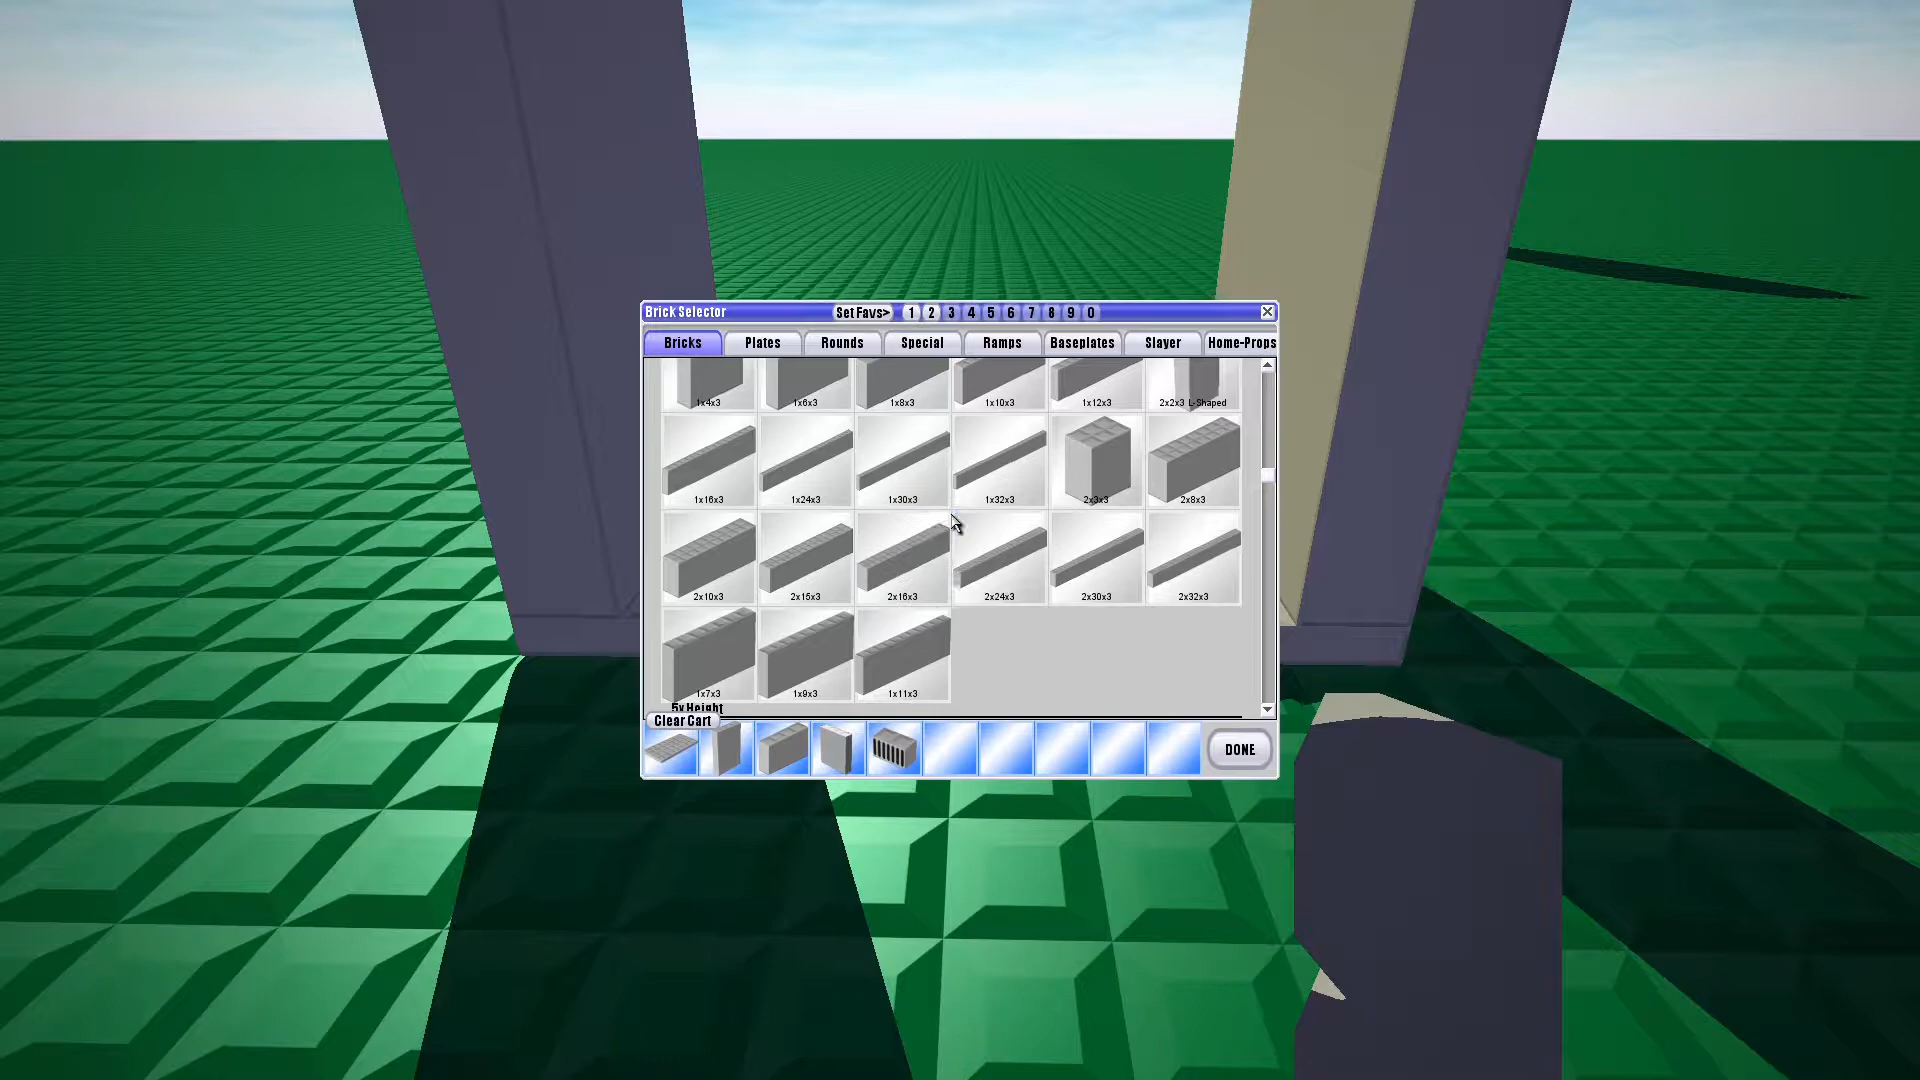 Brick Selector Set Favs> 1 2 3 4 5 6 7 8 9 0
Bricks Plates Rounds Special Ramps Baseplates Slayer Home-Props
1x4x3 1x6x3 1x8x3 1x10x3 1x12x3 2x2x3 L-Shaped
1x16x3 1x24x3 1x30x3 1x32x3 2x3x3 2x8x3
2x10x3 2x15x3 2x16x3 2x24x3 2x30x3 2x32x3
1x7x3 1x9x3 1x11x3
5x Height
Clear Cart
DONE